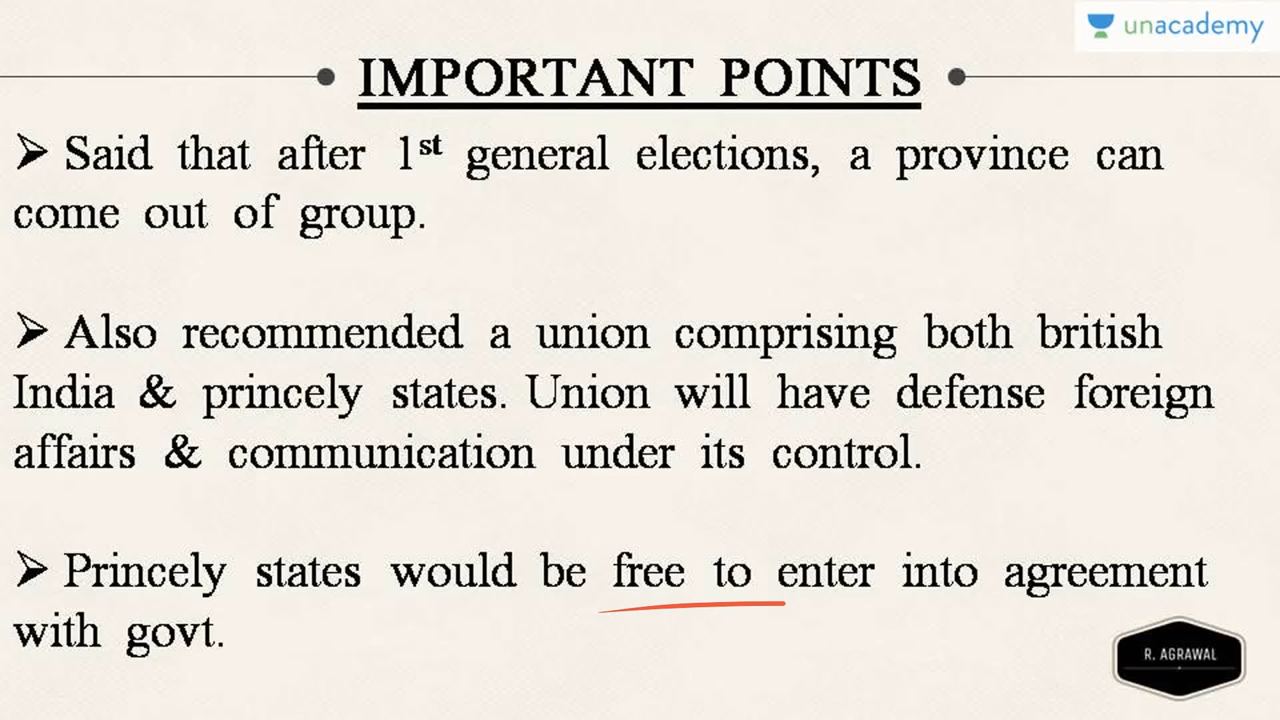 unacademy
IMPORTANT POINTS
➢ Said that after 1st general elections, a province can
come out of group.
➢ Also recommended a union comprising both british
India & princely states. Union will have defense foreign
affairs & communication under its control.
➢ Princely states would be free to enter into agreement
with govt.
R. AGRAWAL